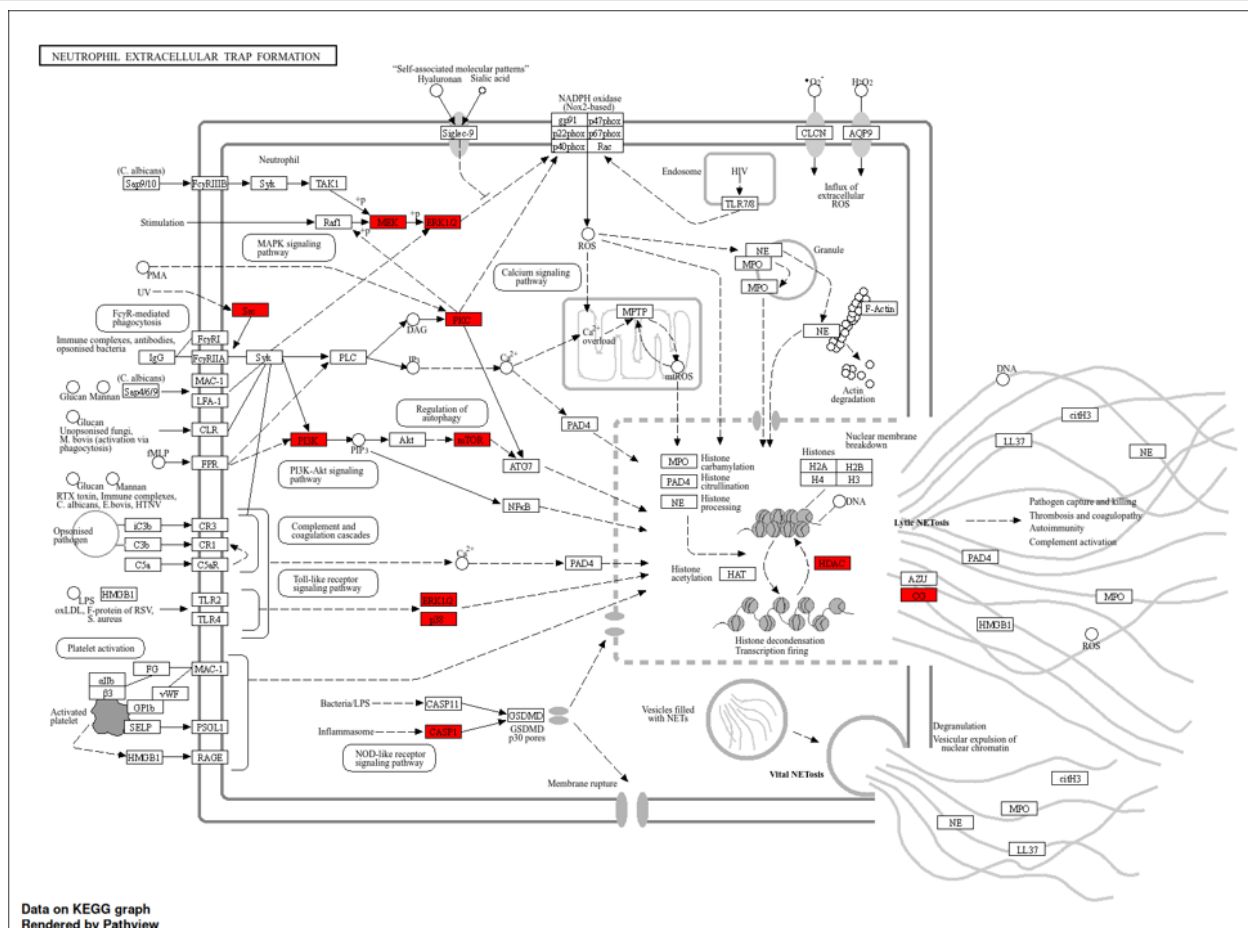 NEUTROPHIL EXTRACELLULAR TRAP FORMATION
"Self-associated molecular patterns"
Hyaluronan
Sialic acid
Siglec-9
NADPH oxidase
(Nox2-based)
gp91
p47phox
p22phox
p67phox
p40phox
Rac
•O₂⁻
H₂O₂
CLCN
AQP9
Influx of
extracellular
ROS
Neutrophil
(C. albicans)
Sap9/10
FcγRIIIB
Syk
TAK1
+p
Stimulation
Raf1
MEK
+p
ERK1/2
+p
MAPK signaling
pathway
Endosome
HIV
TLR7/8
ROS
Calcium signaling
pathway
NE
Granule
MPO
MPO
F-Actin
NE
Actin
degradation
PMA
UV
Src
FcγR-mediated
phagocytosis
Immune complexes, antibodies,
opsonised bacteria
FcγRI
IgG
FcγRIIA
Syk
PLC
DAG
PKC
IP₃
Ca²⁺
MPTP
Ca²⁺
overload
mtROS
MAC-1
LFA-1
(C. albicans)
Sap4/6/9
Glucan
Mannan
Glucan
Unopsonised fungi,
M. bovis (activation via
phagocytosis)
CLR
fMLP
FPR
PI3K
PIP3
Akt
mTOR
Regulation of
autophagy
PI3K-Akt signaling
pathway
ATG7
NFκB
PAD4
Glucan
Mannan
RTX toxin, Immune complexes,
C. albicans, E.bovis, HTNV
Opsonised
pathogen
iC3b
CR3
C3b
CR1
C5a
C5aR
Complement and
coagulation cascades
Ca²⁺
PAD4
Toll-like receptor
signaling pathway
LPS
HMGB1
oxLDL, F-protein of RSV,
S. aureus
TLR2
TLR4
ERK1/2
p38
Platelet activation
FG
MAC-1
αIIb
β3
vWF
GP1b
Activated
platelet
SELP
PSGL1
HMGB1
RAGE
Bacteria/LPS
CASP11
Inflammasome
CASP1
GSDMD
GSDMD
p30 pores
NOD-like receptor
signaling pathway
Membrane rupture
MPO
Histone
carbamylation
PAD4
Histone
citrullination
NE
Histone
processing
Nuclear membrane
breakdown
Histones
H2A
H2B
H4
H3
DNA
Histone
acetylation
HAT
HDAC
Histone decondensation
Transcription firing
Vesicles filled
with NETs
Vital NETosis
Degranulation
Vesicular expulsion of
nuclear chromatin
DNA
citH3
LL37
NE
Lytic NETosis
Pathogen capture and killing
Thrombosis and coagulopathy
Autoimmunity
Complement activation
PAD4
AZU
CG
MPO
HMGB1
ROS
citH3
MPO
NE
LL37
Data on KEGG graph
Rendered by Pathview